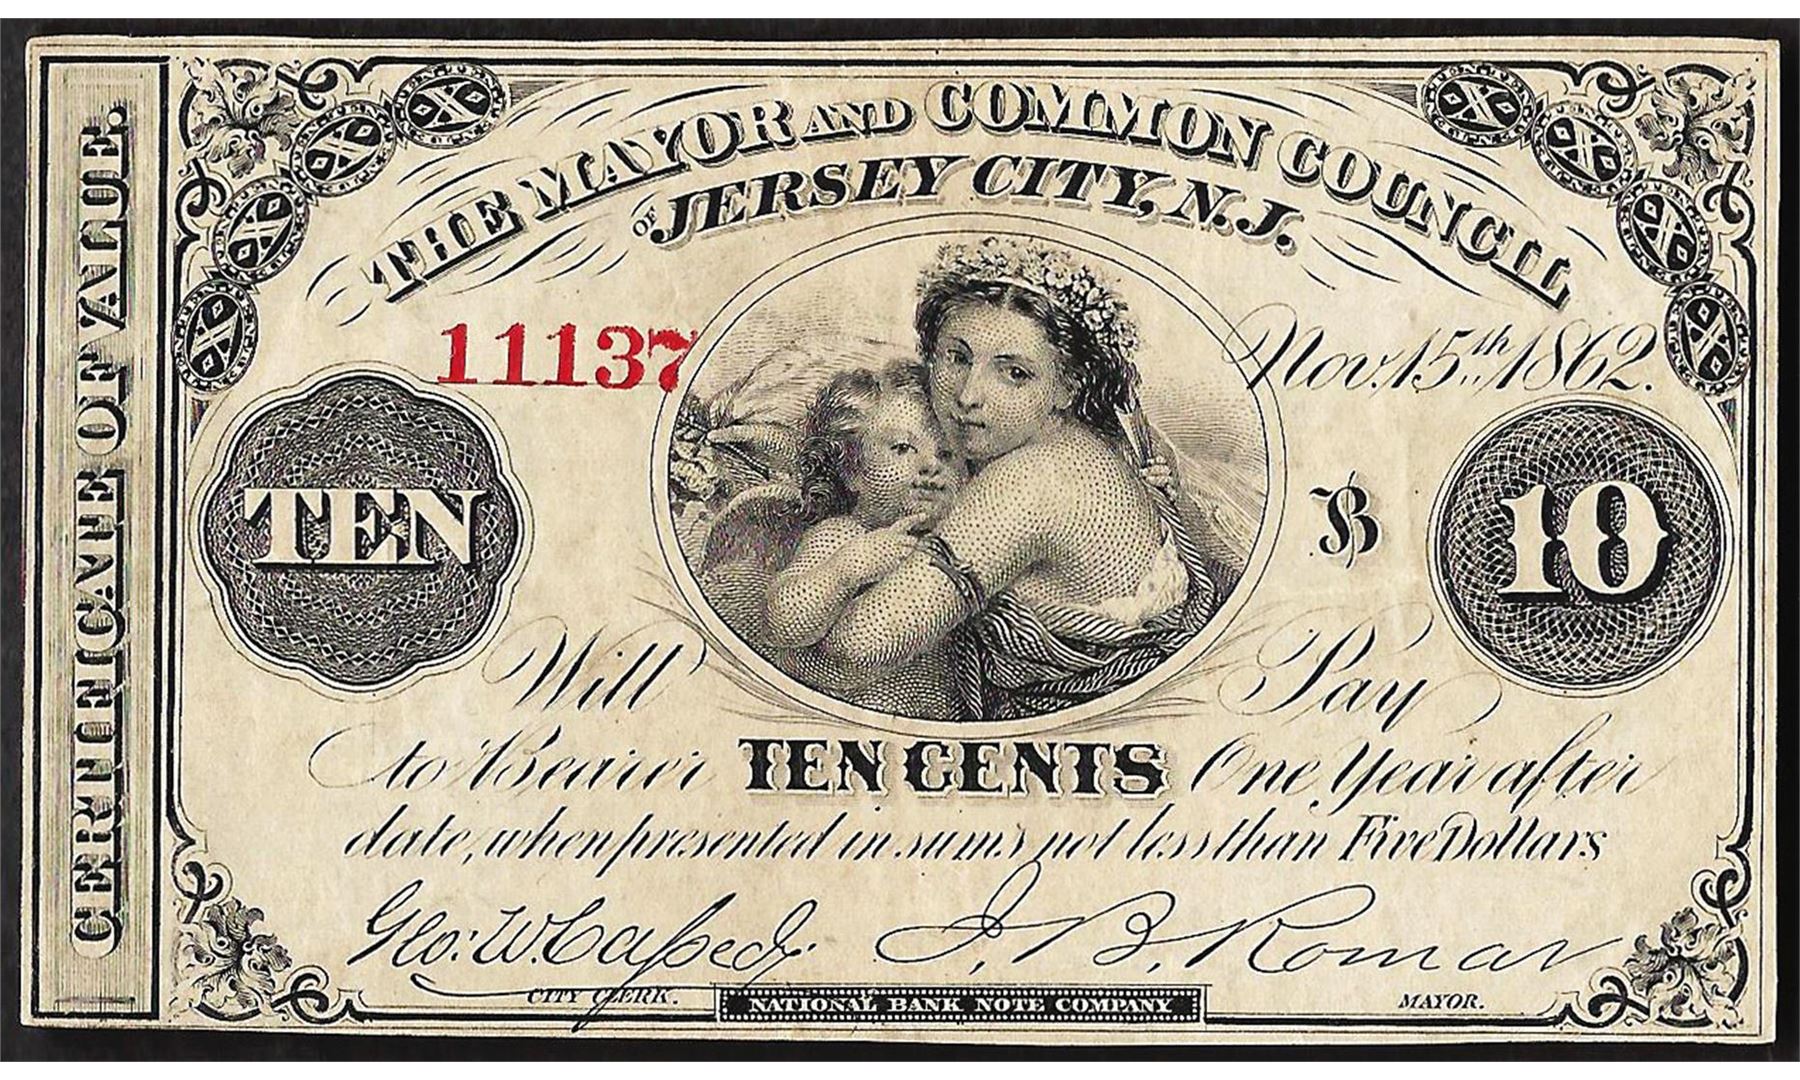 CERTIFICATE OF VALUE.
THE MAYOR AND COMMON COUNCIL
OF JERSEY CITY, N.J.
11137
Nov. 15th, 1862.
X X X X X X X X
TEN
B
10
Will Pay
to Bearer TEN CENTS One Year after
date, when presented in sums not less than Five Dollars
Geo: W. Cassedy
J. B. Romar
CITY CLERK.
NATIONAL BANK NOTE COMPANY
MAYOR.